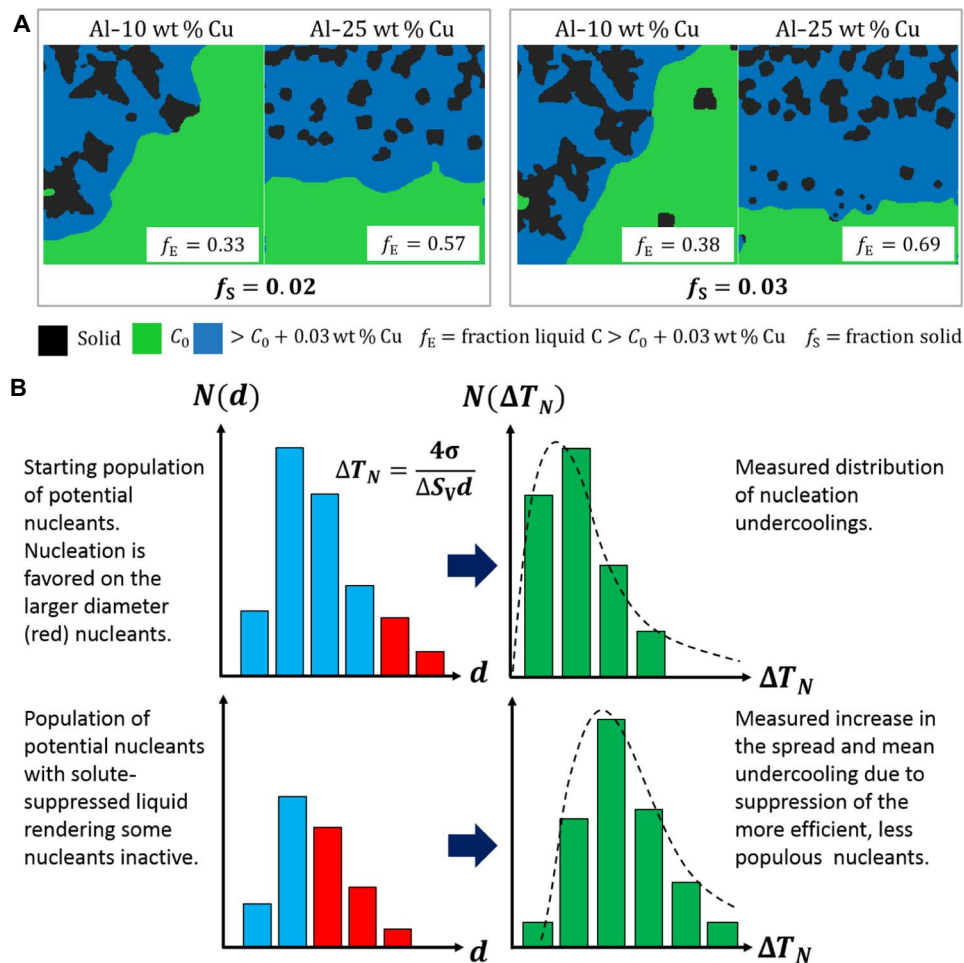 A
Al–10 wt % Cu Al–25 wt % Cu
Al–10 wt % Cu Al–25 wt % Cu
f_E = 0.33 f_E = 0.57
f_E = 0.38 f_E = 0.69
f_S = 0.02
f_S = 0.03
Solid C_0 > C_0 + 0.03 wt % Cu f_E = fraction liquid C > C_0 + 0.03 wt % Cu f_S = fraction solid
B
N(d)
N(ΔT_N)
Starting population
of potential
nucleants.
Nucleation is
favored on the
larger diameter
(red) nucleants.
ΔT_N = 4σ / ΔS_V d
d
ΔT_N
Measured distribution
of nucleation
undercoolings.
Population of
potential nucleants
with solute-
suppressed liquid
rendering some
nucleants inactive.
d
ΔT_N
Measured increase in
the spread and mean
undercooling due to
suppression of the
more efficient, less
populous nucleants.